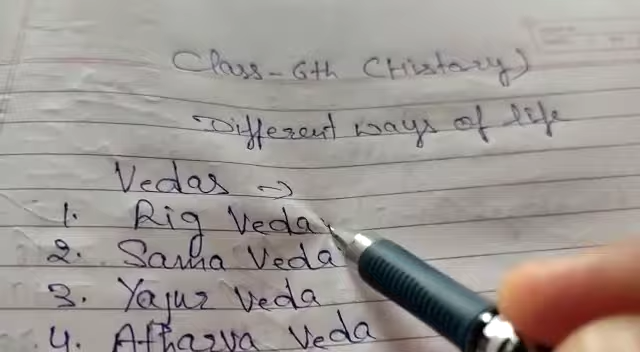 Class-6th (History)
Different ways of life
Vedas →
1. Rig Veda
2. Sama Veda
3. Yajur Veda
4. Atharva Veda